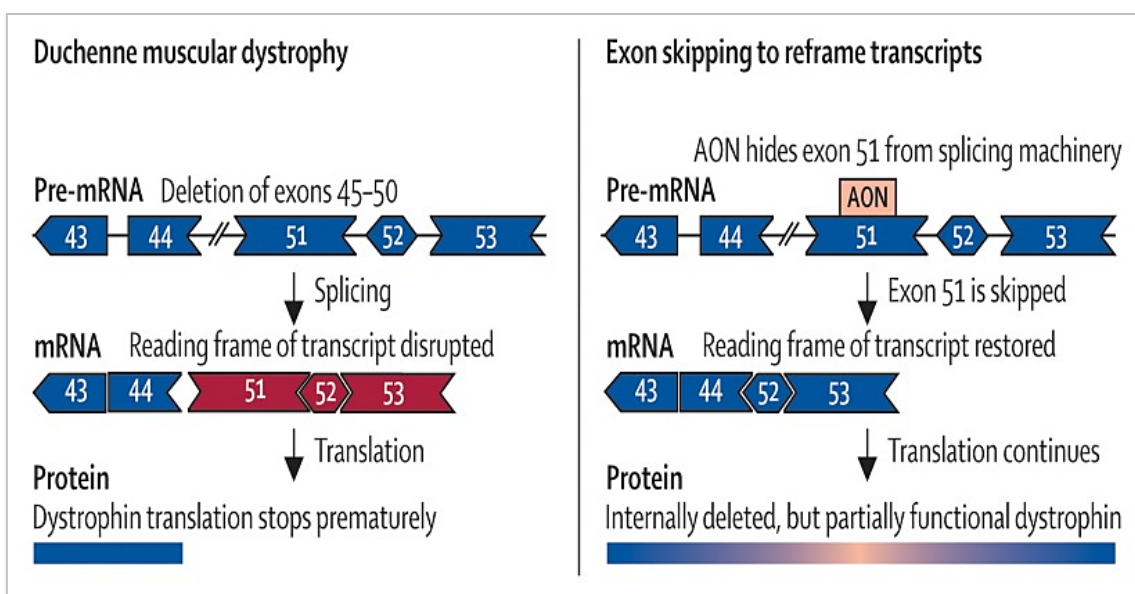 Duchenne muscular dystrophy
Pre-mRNA Deletion of exons 45–50
43 44 51 52 53
Splicing
mRNA Reading frame of transcript disrupted
43 44 51 52 53
Translation
Protein
Dystrophin translation stops prematurely
Exon skipping to reframe transcripts
AON hides exon 51 from splicing machinery
Pre-mRNA AON
43 44 51 52 53
Exon 51 is skipped
mRNA Reading frame of transcript restored
43 44 52 53
Translation continues
Protein
Internally deleted, but partially functional dystrophin